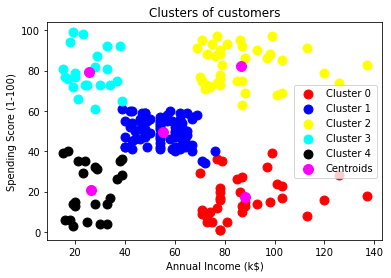 Clusters of customers
100
80
60
40
20
0
Spending Score (1-100)
Cluster 0
Cluster 1
Cluster 2
Cluster 3
Cluster 4
Centroids
20 40 60 80 100 120 140
Annual Income (k$)